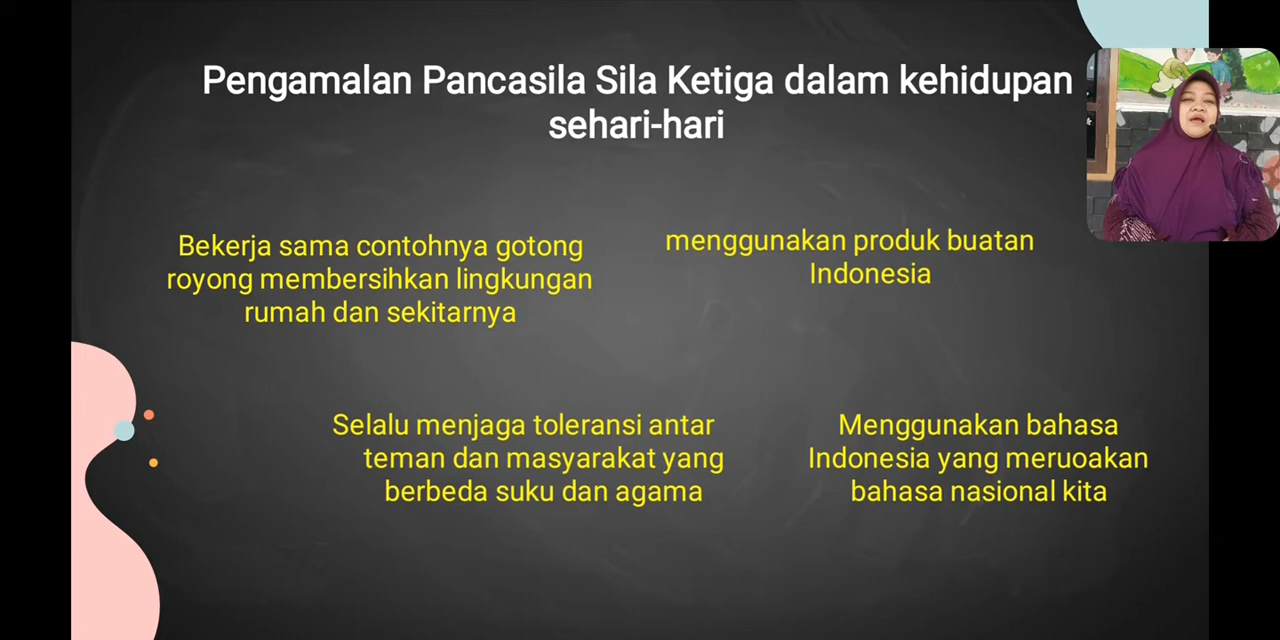 Pengamalan Pancasila Sila Ketiga dalam kehidupan
sehari-hari
Bekerja sama contohnya gotong
royong membersihkan lingkungan
rumah dan sekitarnya
menggunakan produk buatan
Indonesia
Selalu menjaga toleransi antar
teman dan masyarakat yang
berbeda suku dan agama
Menggunakan bahasa
Indonesia yang meruoakan
bahasa nasional kita